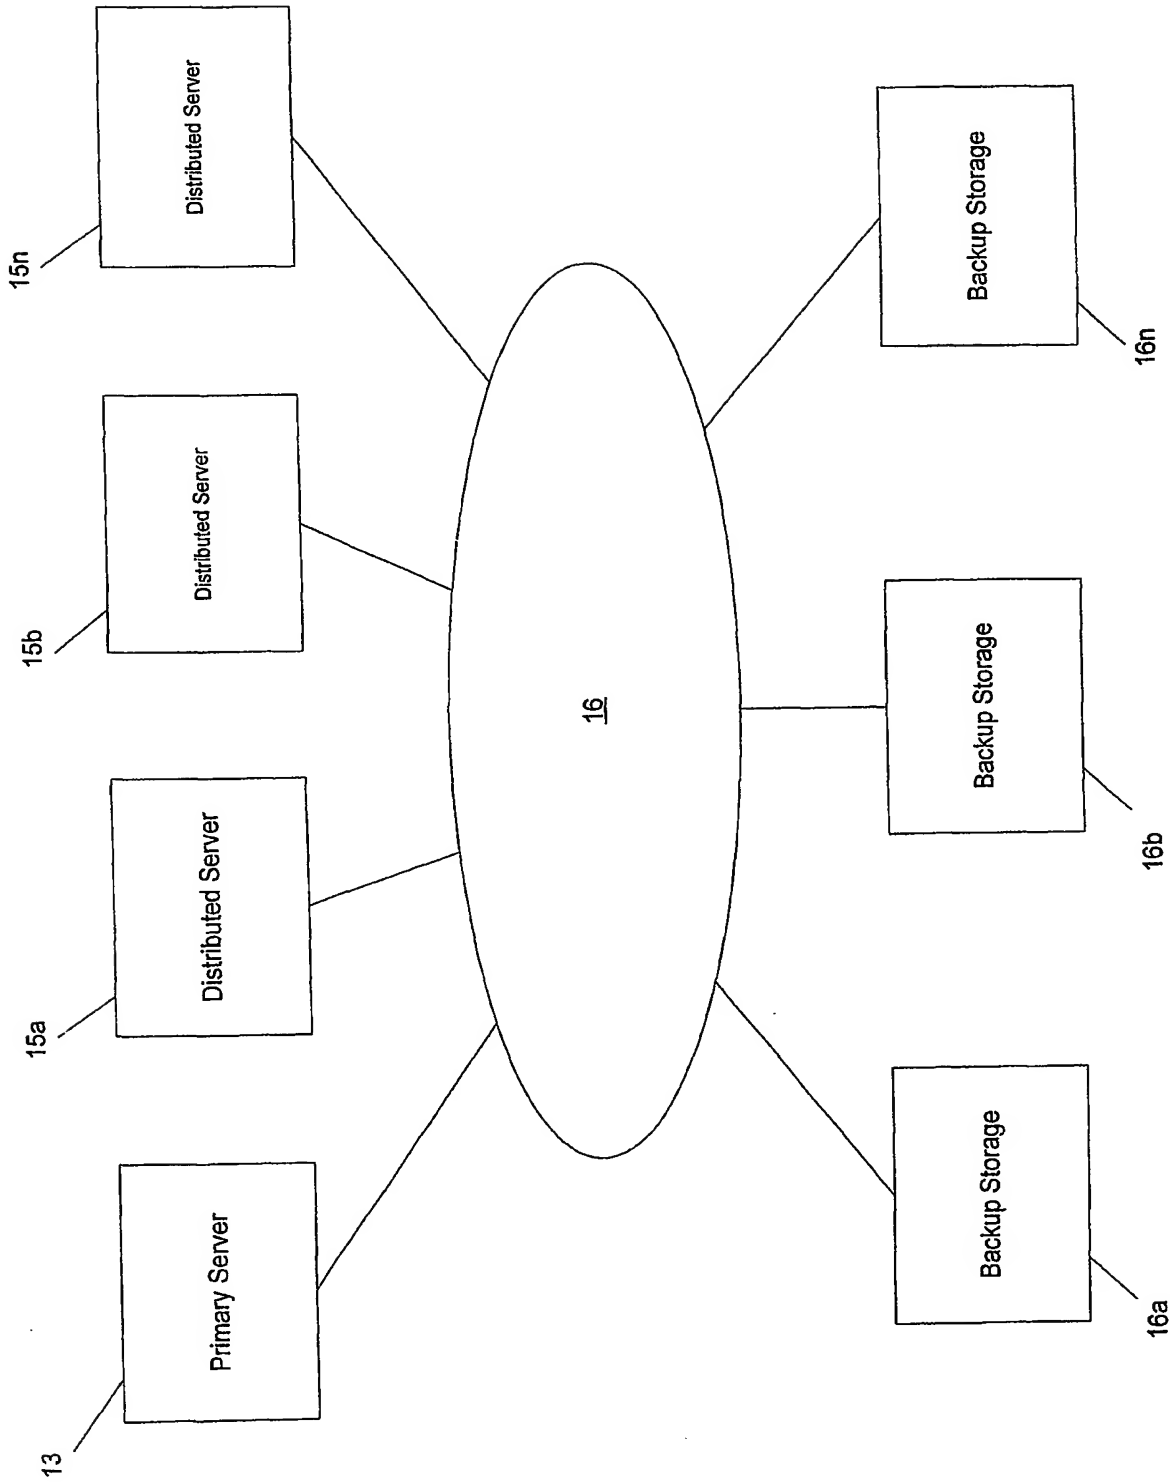 13
Primary Server
15a
Distributed Server
15b
Distributed Server
15n
Distributed Server
16
16a
Backup Storage
16b
Backup Storage
16n
Backup Storage